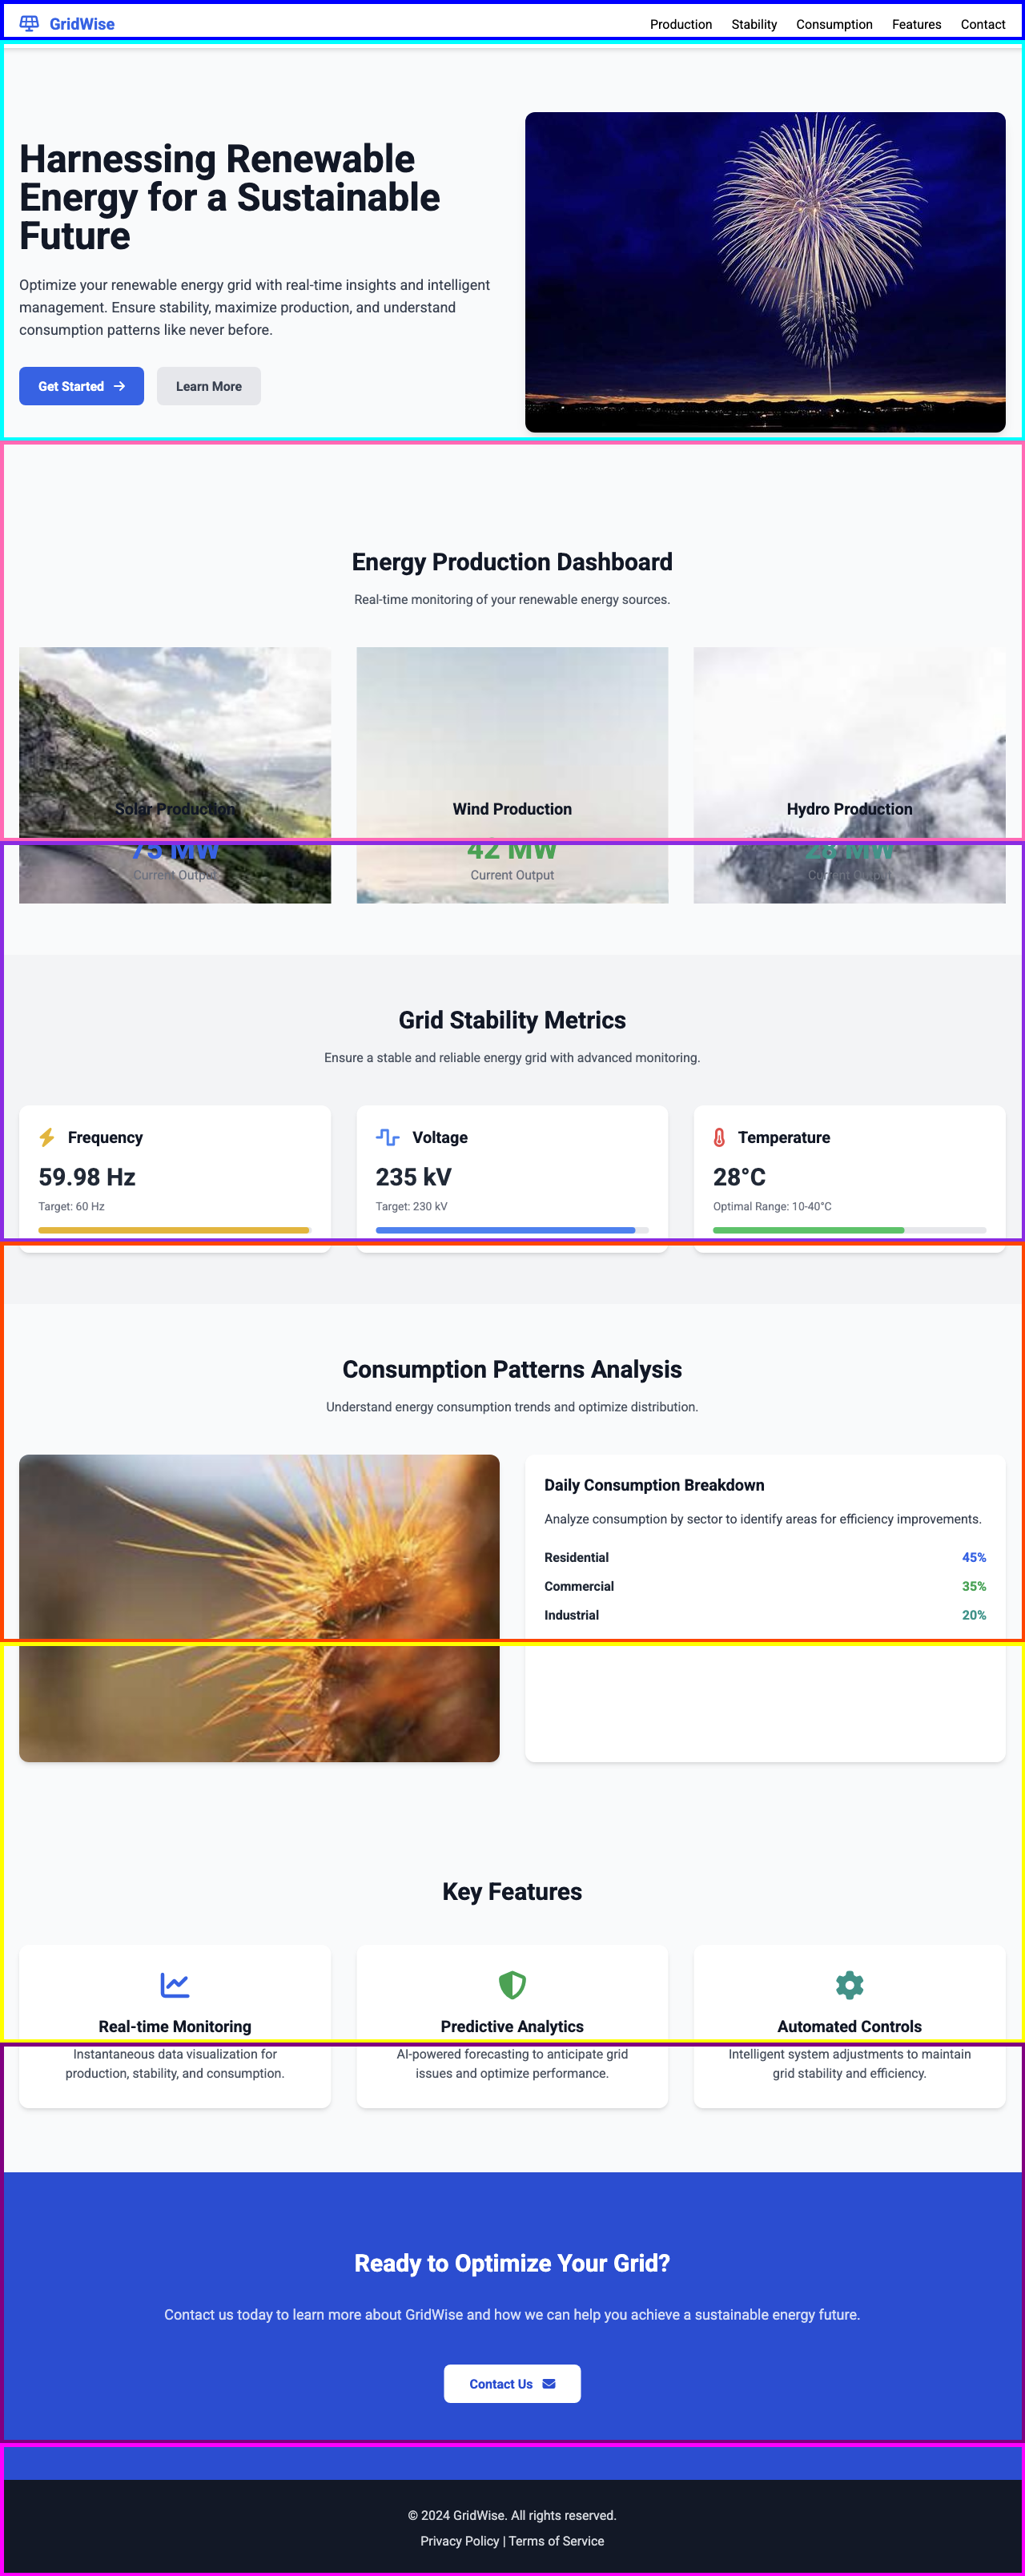 GridWise
Production Stability Consumption Features Contact
Harnessing Renewable
Energy for a Sustainable
Future
Optimize your renewable energy grid with real-time insights and intelligent
management. Ensure stability, maximize production, and understand
consumption patterns like never before.
Get Started Learn More
Energy Production Dashboard
Real-time monitoring of your renewable energy sources.
Solar Production
75 MW
Current Output
Wind Production
42 MW
Current Output
Hydro Production
28 MW
Current Output
Grid Stability Metrics
Ensure a stable and reliable energy grid with advanced monitoring.
Frequency
59.98 Hz
Target: 60 Hz
Voltage
235 kV
Target: 230 kV
Temperature
28°C
Optimal Range: 10-40°C
Consumption Patterns Analysis
Understand energy consumption trends and optimize distribution.
Daily Consumption Breakdown
Analyze consumption by sector to identify areas for efficiency improvements.
Residential 45%
Commercial 35%
Industrial 20%
Key Features
Real-time Monitoring
Instantaneous data visualization for
production, stability, and consumption.
Predictive Analytics
AI-powered forecasting to anticipate grid
issues and optimize performance.
Automated Controls
Intelligent system adjustments to maintain
grid stability and efficiency.
Ready to Optimize Your Grid?
Contact us today to learn more about GridWise and how we can help you achieve a sustainable energy future.
Contact Us
© 2024 GridWise. All rights reserved.
Privacy Policy | Terms of Service